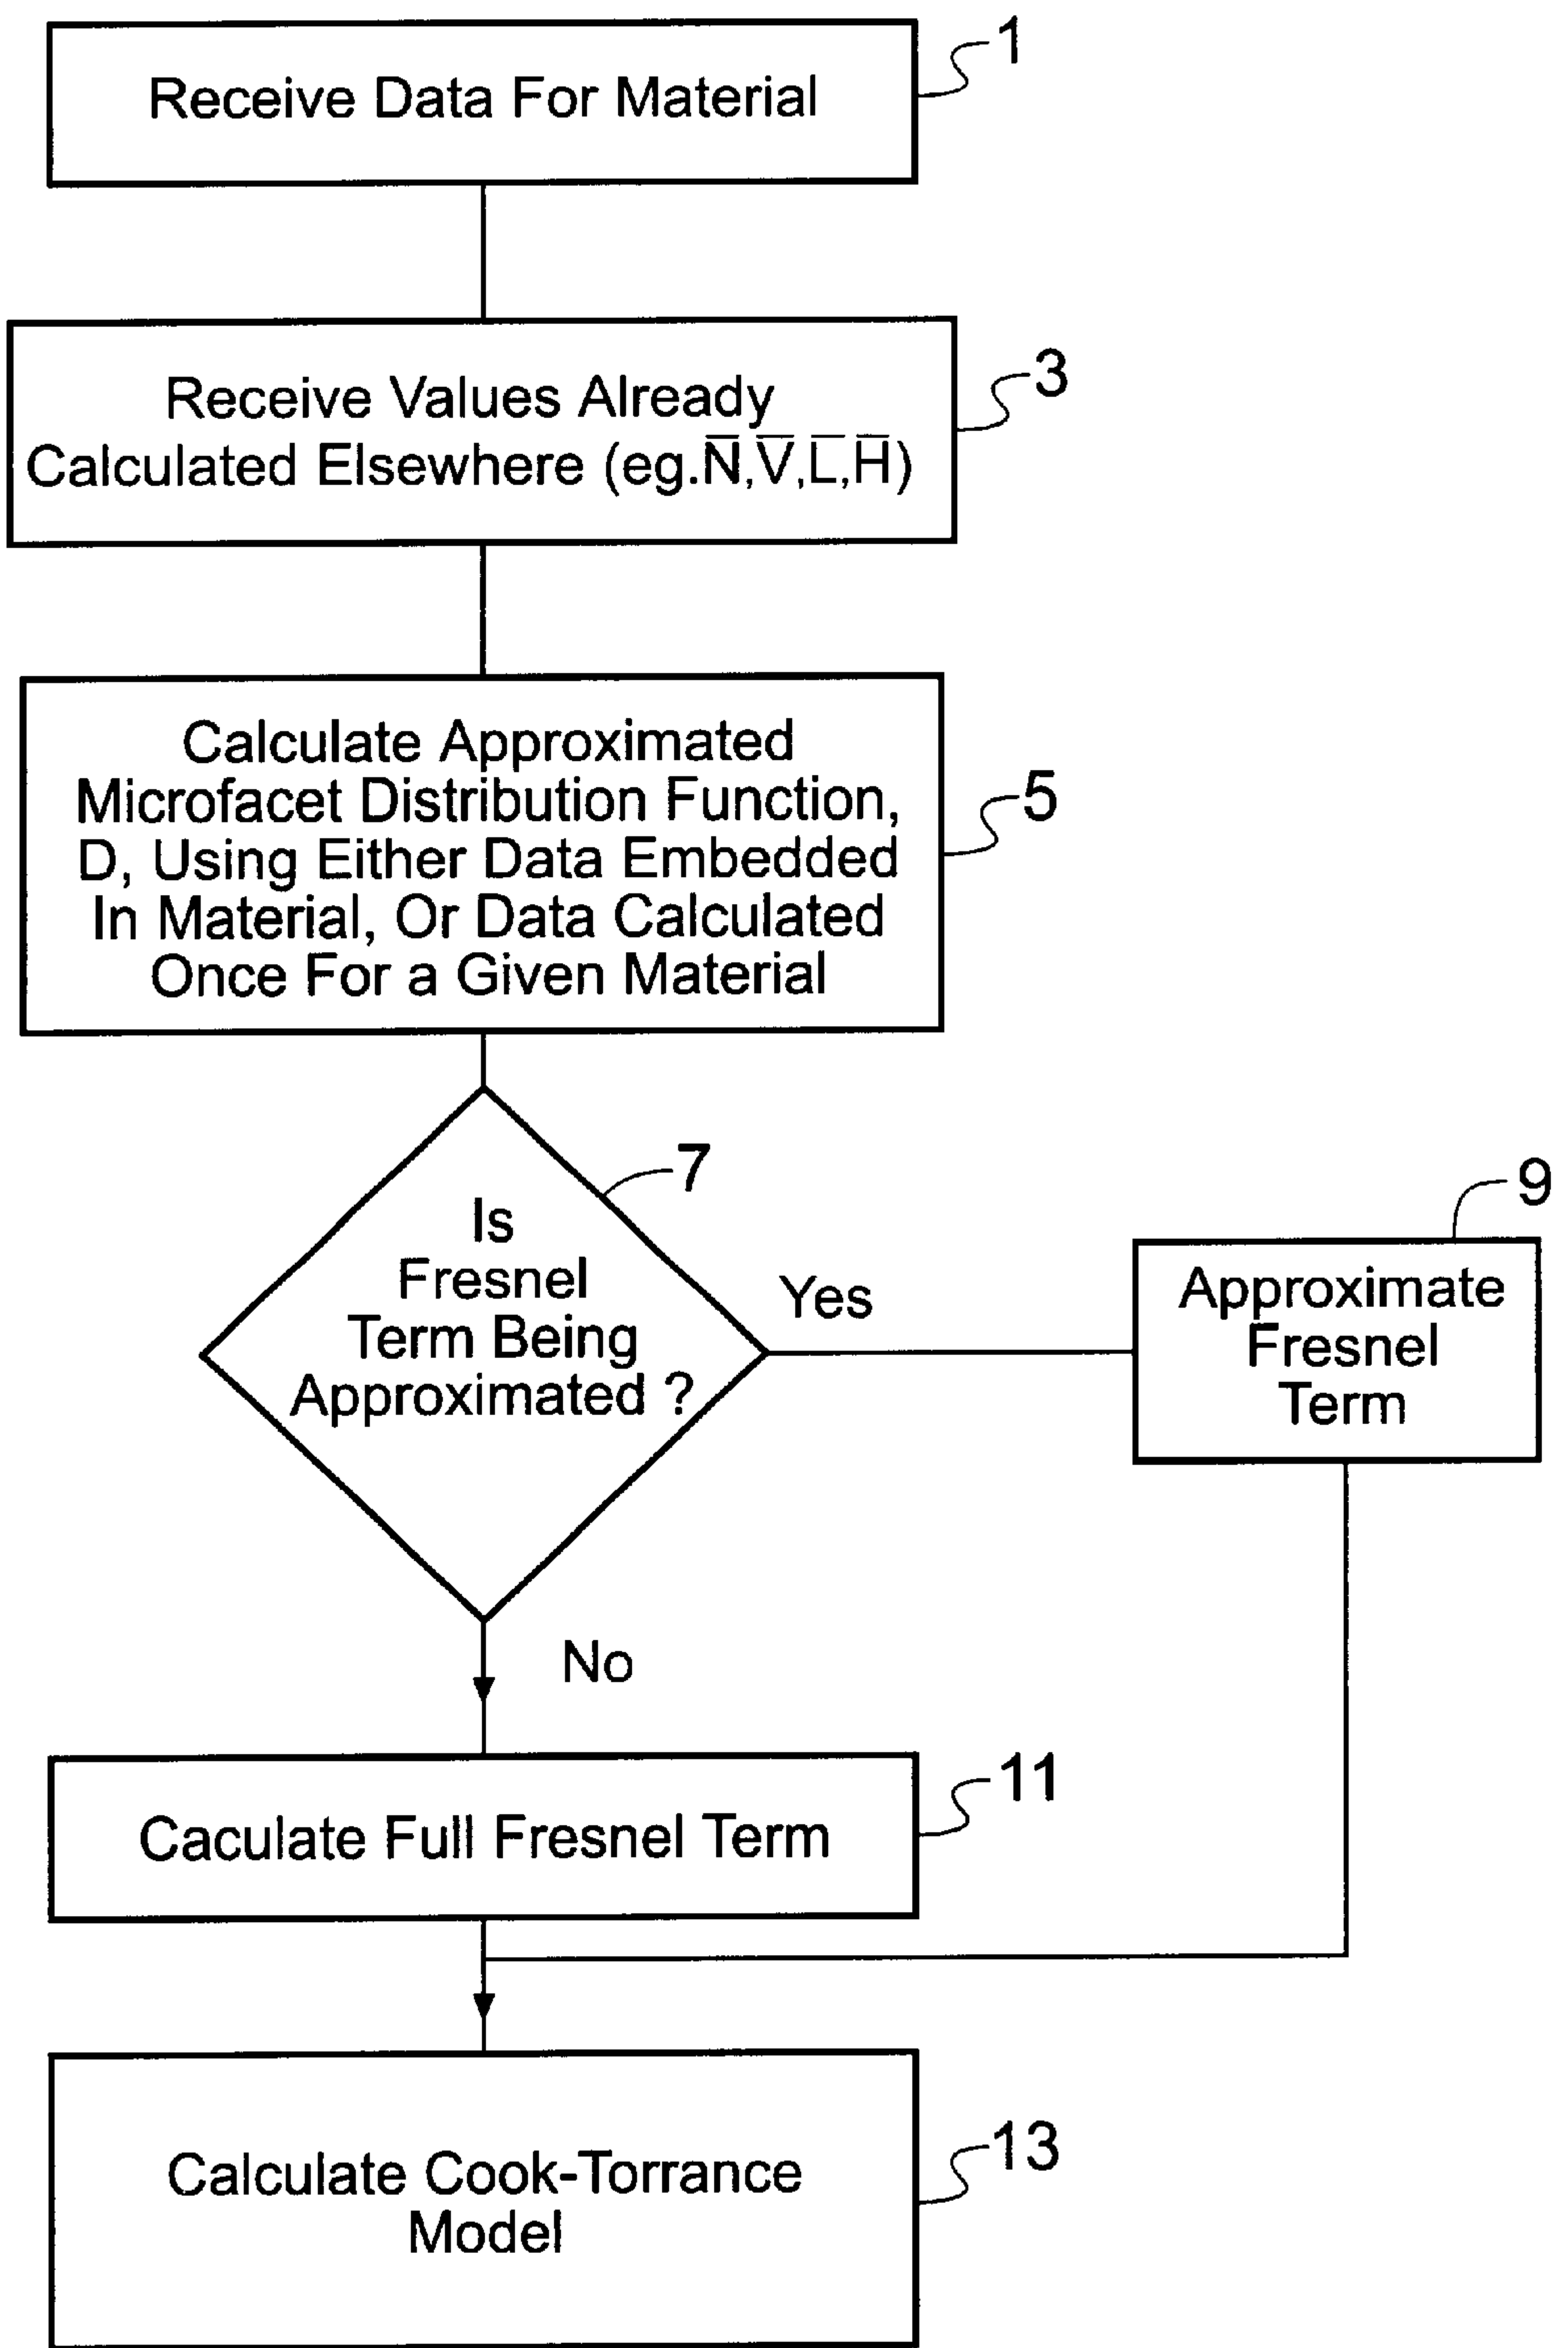 1
Receive Data For Material
3
Receive Values Already
Calculated Elsewhere (eg.N̅,V̅,L̅,H̅)
5
Calculate Approximated
Microfacet Distribution Function,
D, Using Either Data Embedded
In Material, Or Data Calculated
Once For a Given Material
7
Is
Fresnel
Term Being
Approximated ?
Yes
9
Approximate
Fresnel
Term
No
11
Caculate Full Fresnel Term
13
Calculate Cook-Torrance
Model